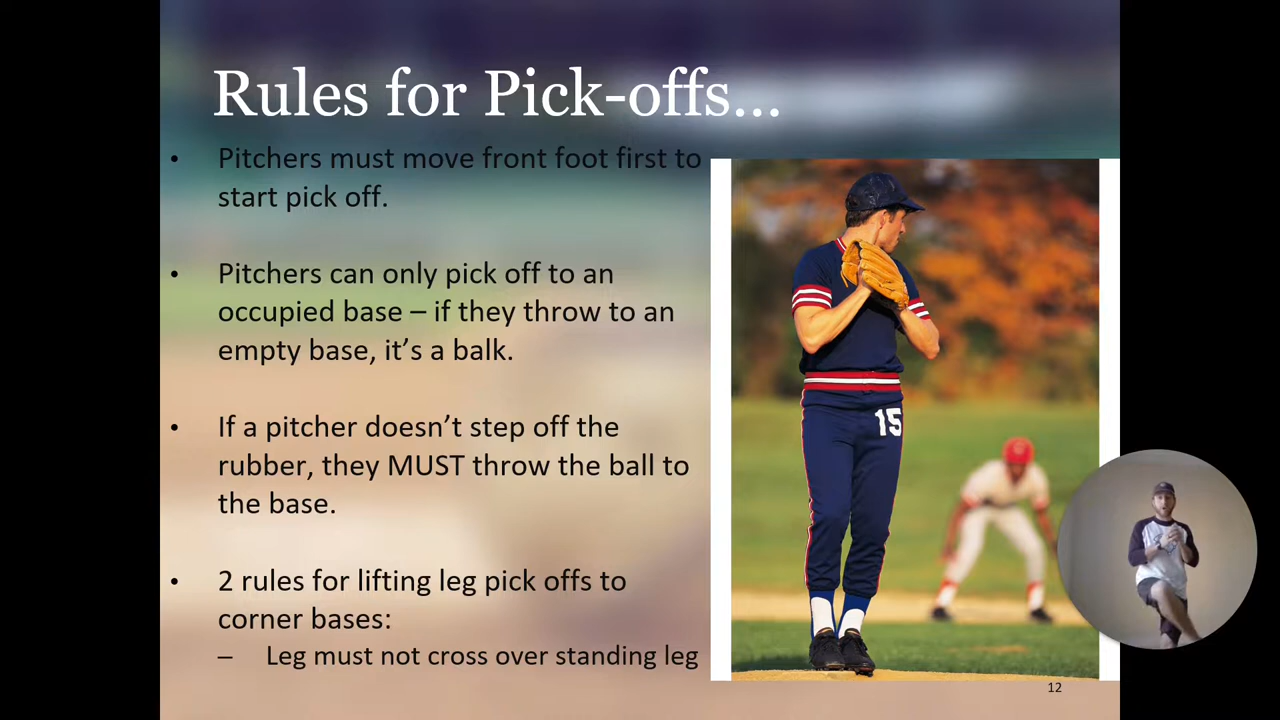 Rules for Pick-offs...
• Pitchers must move front foot first to
start pick off.
• Pitchers can only pick off to an
occupied base – if they throw to an
empty base, it’s a balk.
• If a pitcher doesn’t step off the
rubber, they MUST throw the ball to
the base.
• 2 rules for lifting leg pick offs to
corner bases:
– Leg must not cross over standing leg
15
12